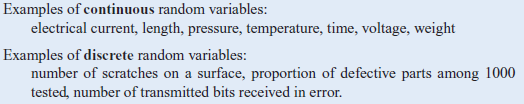 Examples of continuous random variables:
electrical current, length, pressure, temperature, time, voltage, weight
Examples of discrete random variables:
number of scratches on a surface, proportion of defective parts among 1000
tested, number of transmitted bits received in error.